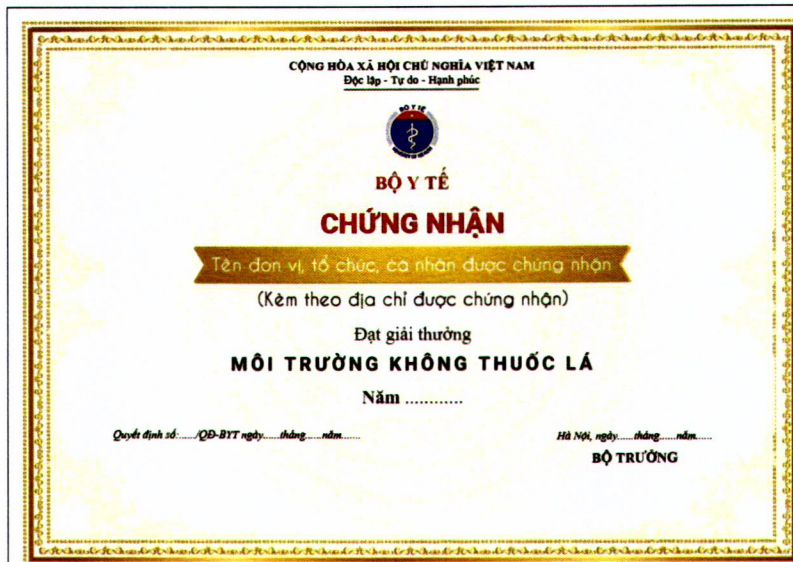 CỘNG HÒA XÃ HỘI CHỦ NGHĨA VIỆT NAM
Độc lập - Tự do - Hạnh phúc
BỘ Y TẾ
BỘ Y TẾ
CHỨNG NHẬN
Tên đơn vị, tổ chức, cá nhân được chứng nhận
(Kèm theo địa chỉ được chứng nhận)
Đạt giải thưởng
MÔI TRƯỜNG KHÔNG THUỐC LÁ
Năm ............
Quyết định số:....../QĐ-BYT ngày......tháng......năm.......
Hà Nội, ngày......tháng......năm......
BỘ TRƯỞNG